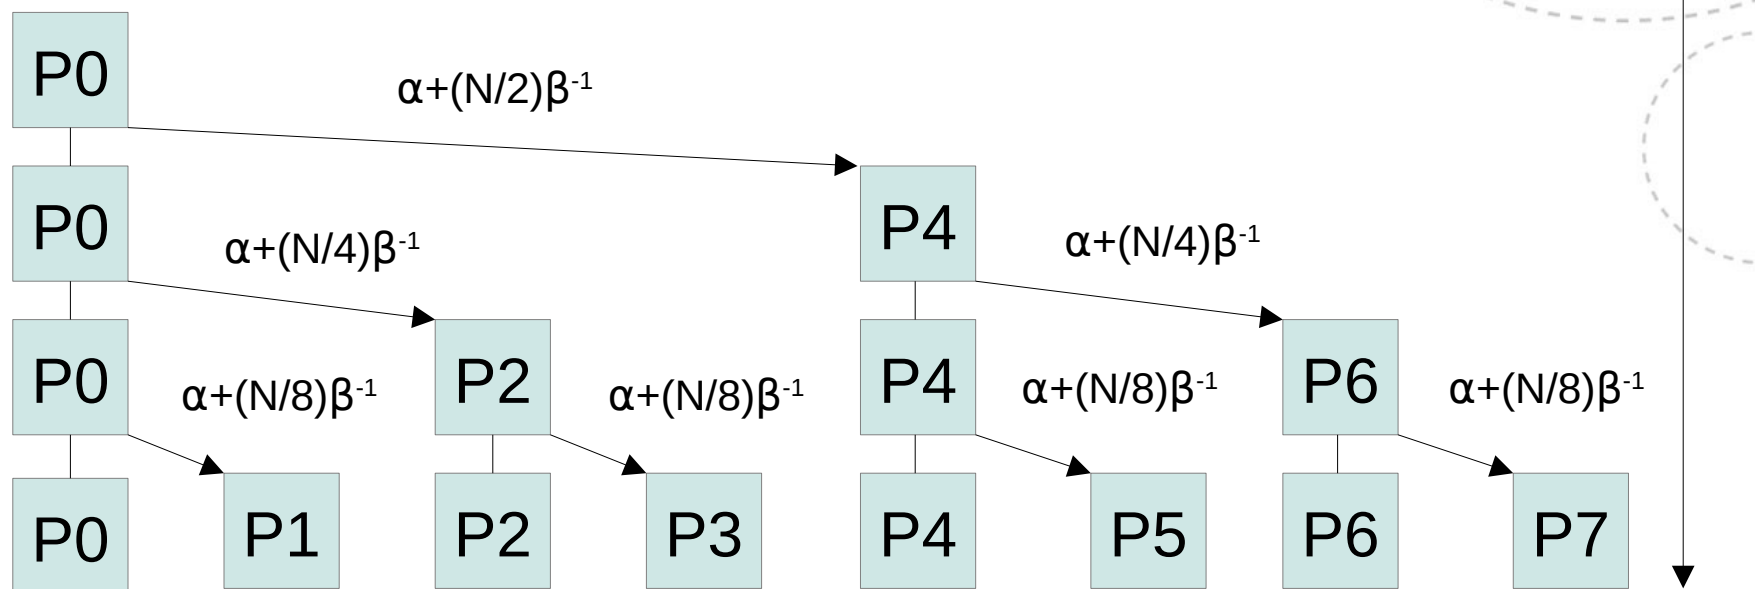 P0
α+(N/2)β⁻¹
P0
P4
α+(N/4)β⁻¹
α+(N/4)β⁻¹
P0
P2
P4
P6
α+(N/8)β⁻¹
α+(N/8)β⁻¹
α+(N/8)β⁻¹
α+(N/8)β⁻¹
P0
P1
P2
P3
P4
P5
P6
P7